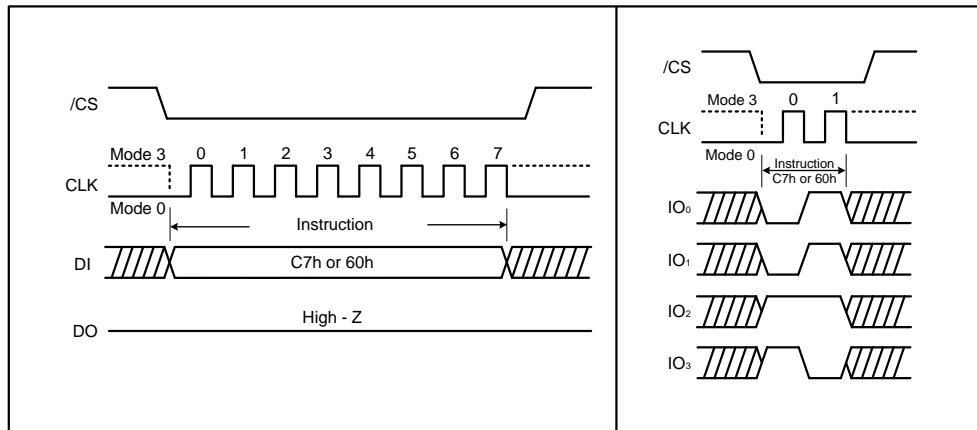 /CS
Mode 3
0 1 2 3 4 5 6 7
CLK
Mode 0
Instruction
DI
C7h or 60h
High - Z
DO
/CS
Mode 3
0 1
CLK
Mode 0
Instruction
C7h or 60h
IO₀
IO₁
IO₂
IO₃